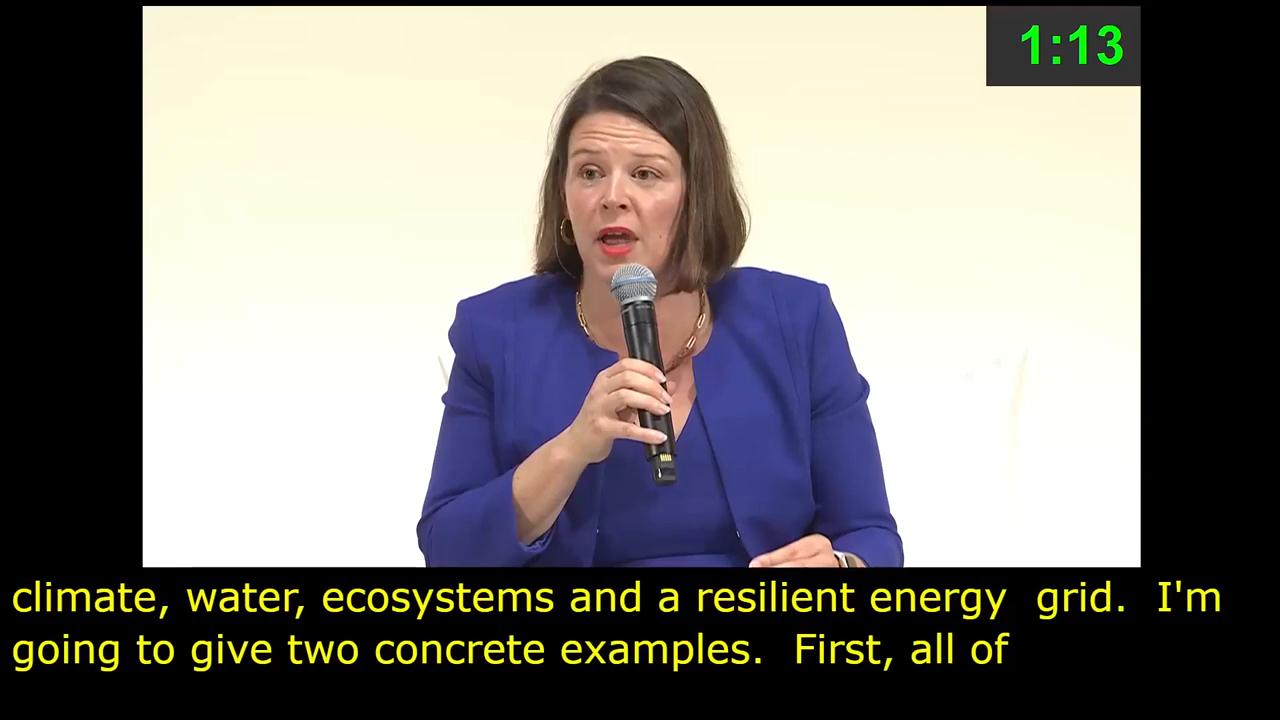 1:13
climate, water, ecosystems and a resilient energy  grid.  I'm
going to give two concrete examples.  First, all of